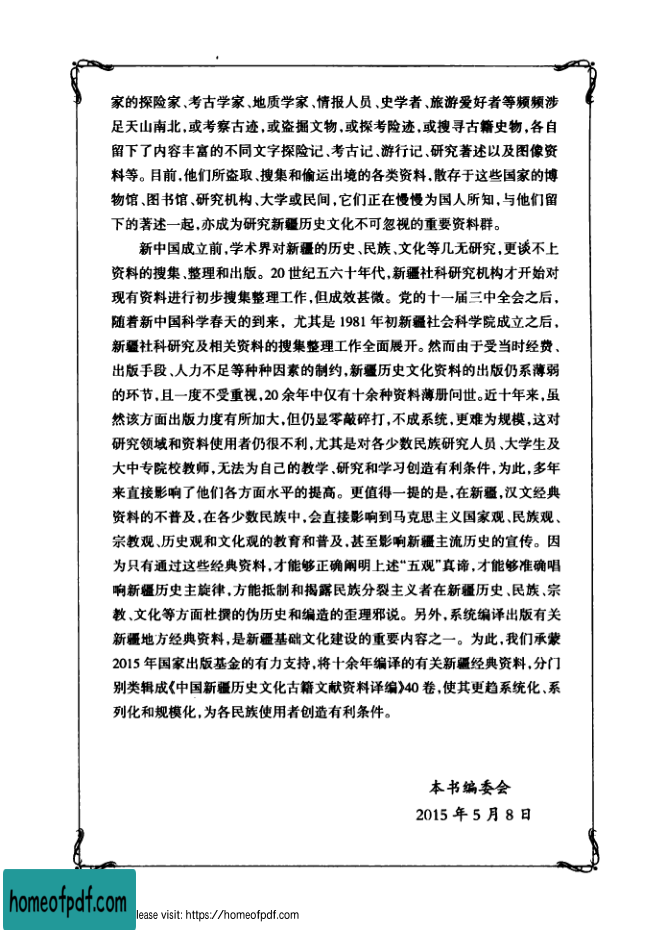 家的探险家、考古学家、地质学家、情报人员、史学者、旅游爱好者等频频涉
足天山南北,或考察古迹,或盗掘文物,或探考险迹,或搜寻古籍史物,各自
留下了内容丰富的不同文字探险记、考古记、游行记、研究著述以及图像资
料等。目前,他们所盗取、搜集和偷运出境的各类资料,散存于这些国家的博
物馆、图书馆、研究机构、大学或民间,它们正在慢慢为国人所知,与他们留
下的著述一起,亦成为研究新疆历史文化不可忽视的重要资料群。
新中国成立前,学术界对新疆的历史、民族、文化等几无研究,更谈不上
资料的搜集、整理和出版。20世纪五六十年代,新疆社科研究机构才开始对
现有资料进行初步搜集整理工作,但成效甚微。党的十一届三中全会之后,
随着新中国科学春天的到来,尤其是1981年初新疆社会科学院成立之后,
新疆社科研究及相关资料的搜集整理工作全面展开。然而由于受当时经费、
出版手段、人力不足等种种因素的制约,新疆历史文化资料的出版仍系薄弱
的环节,且一度不受重视,20余年中仅有十余种资料薄册问世。近十年来,虽
然该方面出版力度有所加大,但仍显零敲碎打,不成系统,更难为规模,这对
研究领域和资料使用者仍很不利,尤其是对各少数民族研究人员、大学生及
大中专院校教师,无法为自己的教学、研究和学习创造有利条件,为此,多年
来直接影响了他们各方面水平的提高。更值得一提的是,在新疆,汉文经典
资料的不普及,在各少数民族中,会直接影响到马克思主义国家观、民族观、
宗教观、历史观和文化观的教育和普及,甚至影响新疆主流历史的宣传。因
为只有通过这些经典资料,才能够正确阐明上述“五观”真谛,才能够准确唱
响新疆历史主旋律,方能抵制和揭露民族分裂主义者在新疆历史、民族、宗
教、文化等方面杜撰的伪历史和编造的歪理邪说。另外,系统编译出版有关
新疆地方经典资料,是新疆基础文化建设的重要内容之一。为此,我们承蒙
2015年国家出版基金的有力支持,将十余年编译的有关新疆经典资料,分门
别类辑成《中国新疆历史文化古籍文献资料译编》40卷,使其更趋系统化、系
列化和规模化,为各民族使用者创造有利条件。
本书编委会
2015年5月8日
homeofpdf.com
lease visit: https://homeofpdf.com